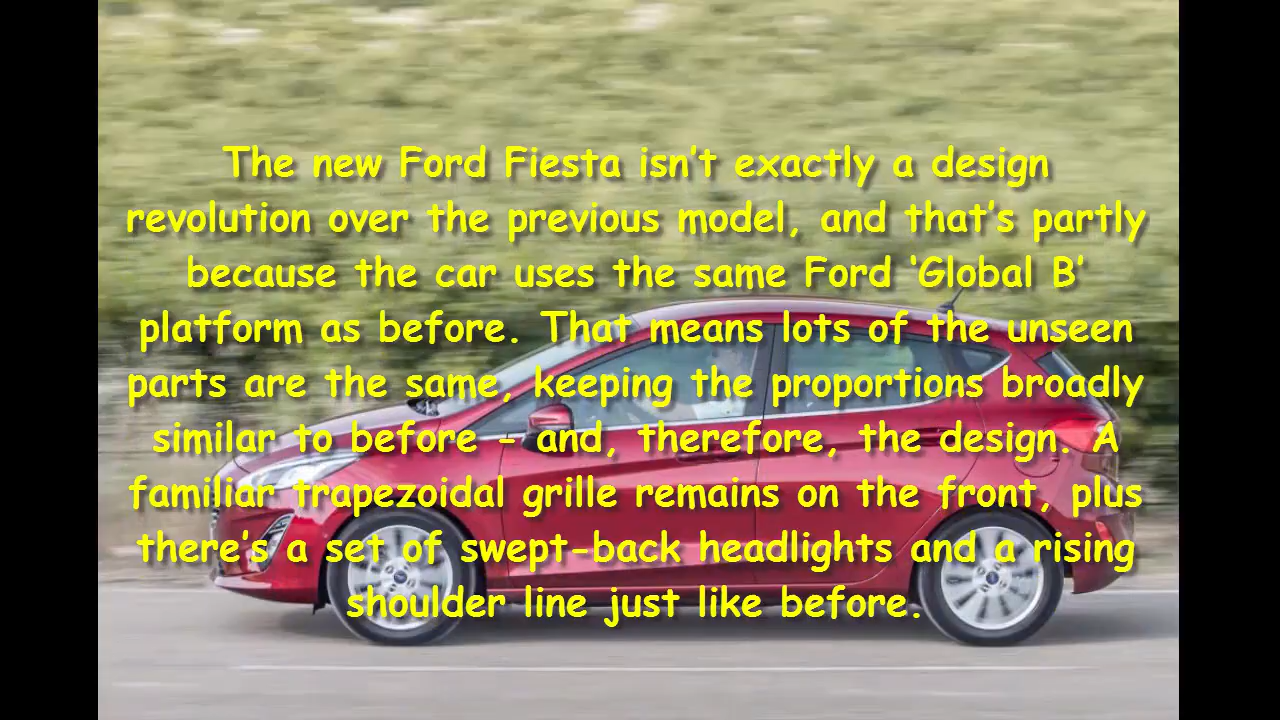 The new Ford Fiesta isn’t exactly a design
revolution over the previous model, and that’s partly
because the car uses the same Ford ‘Global B’
platform as before. That means lots of the unseen
parts are the same, keeping the proportions broadly
similar to before – and, therefore, the design. A
familiar trapezoidal grille remains on the front, plus
there’s a set of swept-back headlights and a rising
shoulder line just like before.